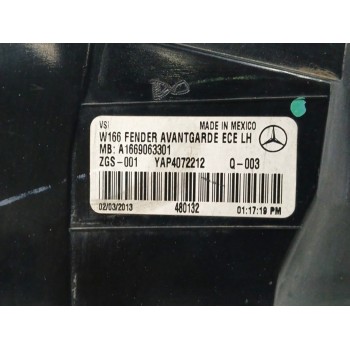 VSI MADE IN MEXICO
W166 FENDER AVANTGARDE ECE LH
MB: A1669063301
ZGS-001 YAP4072212 Q-003
02/03/2013 480132 01:17:19 PM